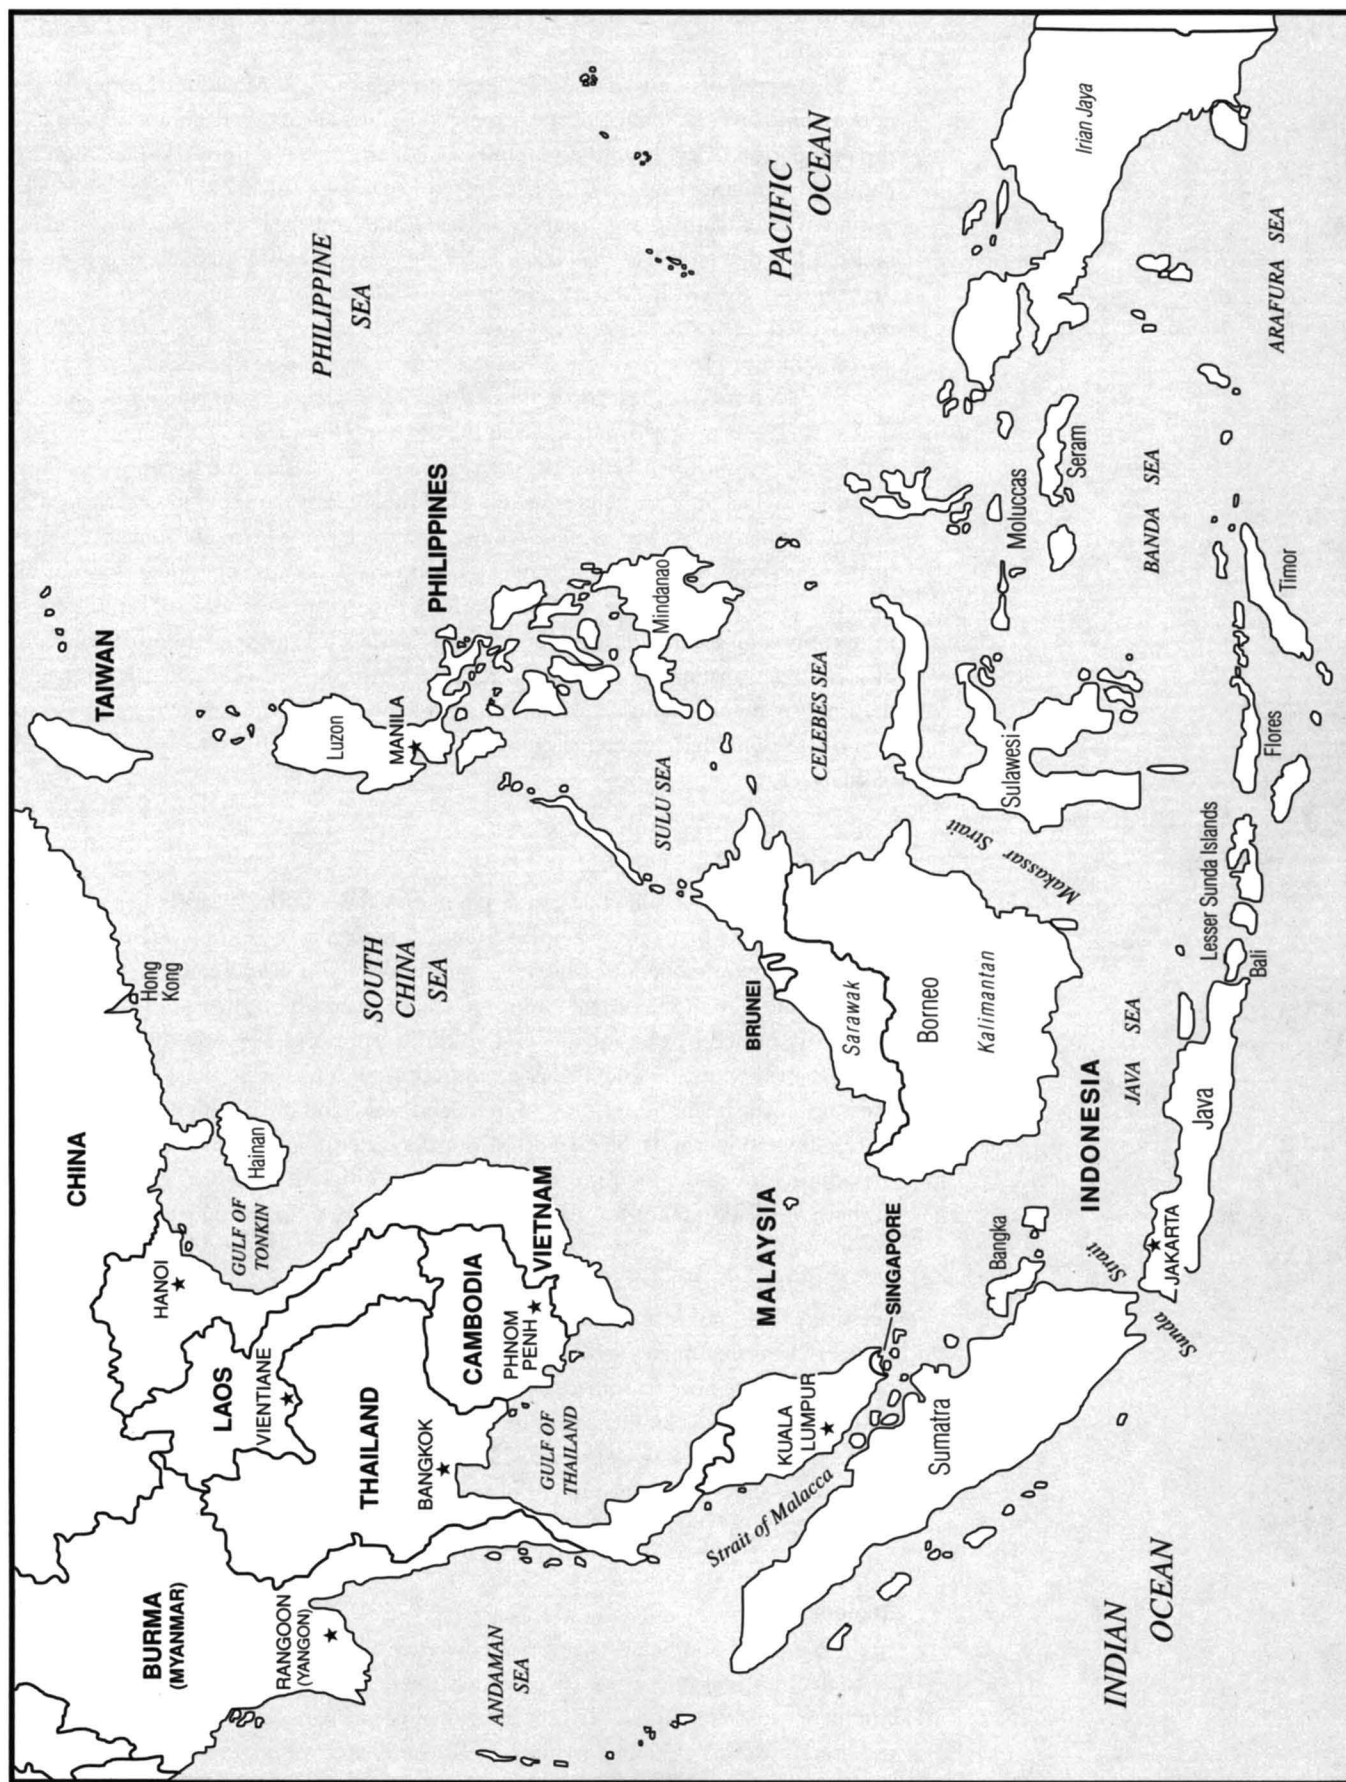 CHINA
TAIWAN
Hong
Kong
HANOI
BURMA
(MYANMAR)
LAOS
GULF OF
TONKIN
Hainan
VIENTIANE
RANGOON
(YANGON)
PHILIPPINE
SEA
Luzon
THAILAND
SOUTH
CHINA
SEA
MANILA
PHILIPPINES
BANGKOK
CAMBODIA
PHNOM
PENH
VIETNAM
ANDAMAN
SEA
GULF OF
THAILAND
SULU SEA
Mindanao
Strait of Malacca
MALAYSIA
BRUNEI
PACIFIC
OCEAN
KUALA
LUMPUR
CELEBES SEA
Sarawak
SINGAPORE
Borneo
Sumatra
Kalimantan
Makassar Strait
Sulawesi
Moluccas
Bangka
Seram
Irian Jaya
INDONESIA
INDIAN
OCEAN
Sunda Strait
JAVA SEA
BANDA SEA
JAKARTA
Java
Lesser Sunda Islands
Bali
Flores
Timor
ARAFURA SEA